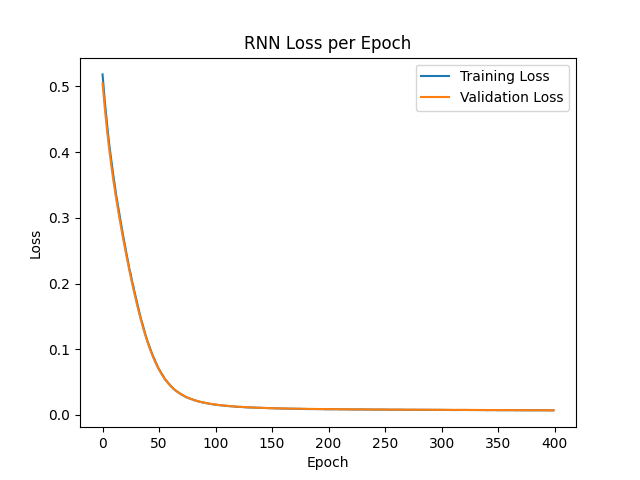 RNN Loss per Epoch
Training Loss
Validation Loss
0.5
0.4
0.3
0.2
0.1
0.0
Loss
0 50 100 150 200 250 300 350 400
Epoch